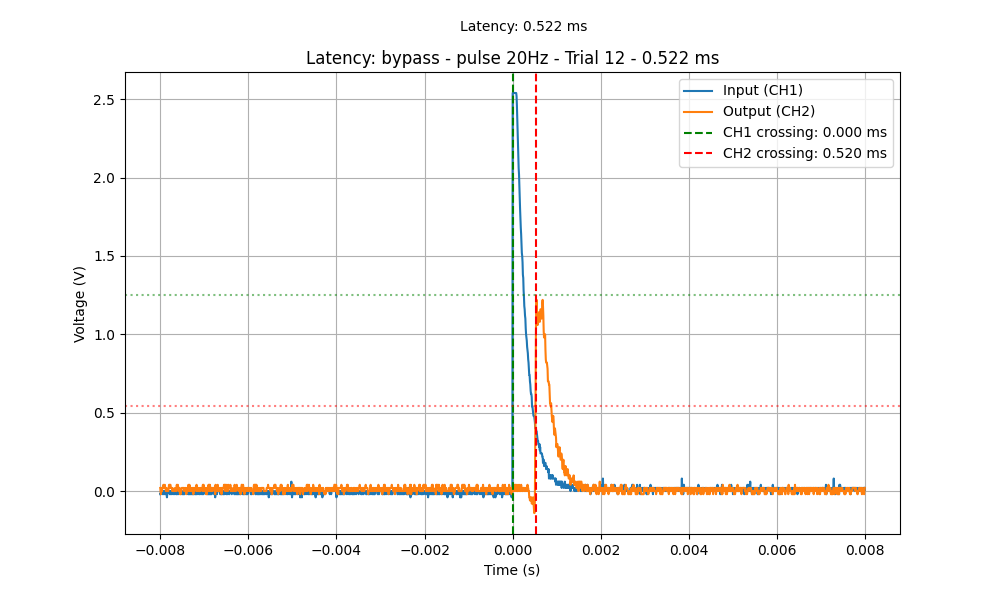 Latency: 0.522 ms
Latency: bypass - pulse 20Hz - Trial 12 - 0.522 ms
Input (CH1)
Output (CH2)
CH1 crossing: 0.000 ms
CH2 crossing: 0.520 ms
Voltage (V)
2.5
2.0
1.5
1.0
0.5
0.0
−0.008
−0.006
−0.004
−0.002
0.000
0.002
0.004
0.006
0.008
Time (s)